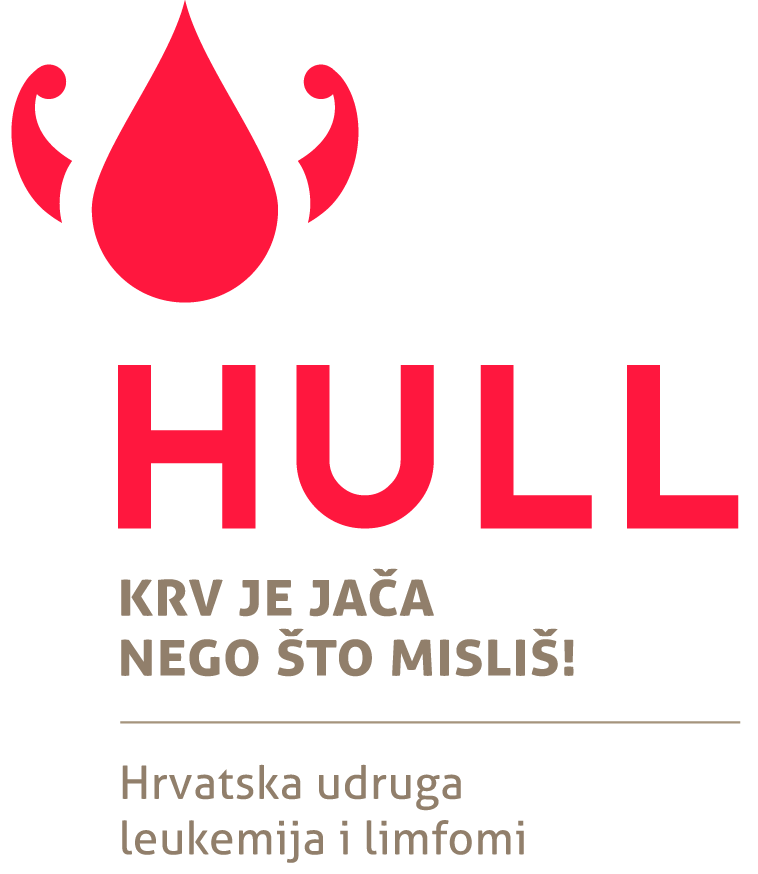 HULL
KRV JE JAČA
NEGO ŠTO MISLIŠ!
Hrvatska udruga
leukemija i limfomi